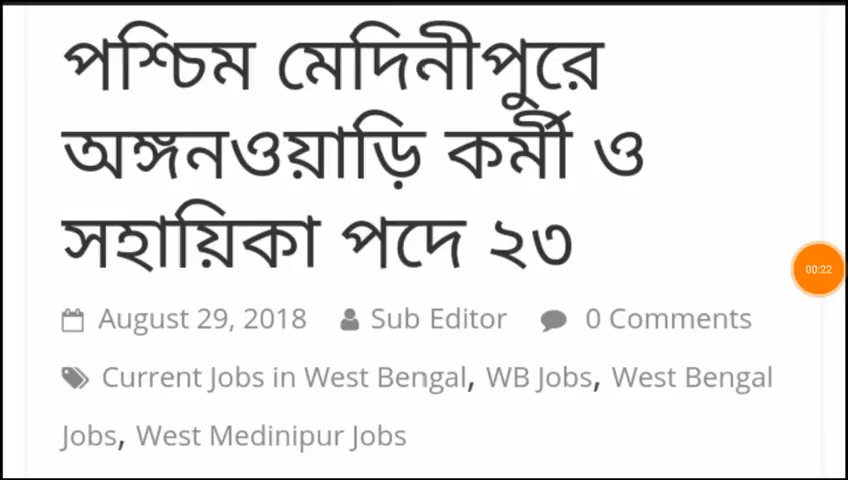 পশ্চিম মেদিনীপুরে
অঙ্গনওয়াড়ি কর্মী ও
সহায়িকা পদে ২৩
August 29, 2018 Sub Editor 0 Comments
Current Jobs in West Bengal, WB Jobs, West Bengal
Jobs, West Medinipur Jobs
00:22